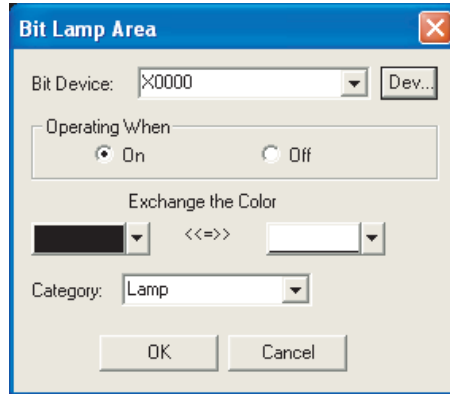 Bit Lamp Area
Bit Device: X0000 Dev...
Operating When
On Off
Exchange the Color
<<=>>
Category: Lamp
OK Cancel